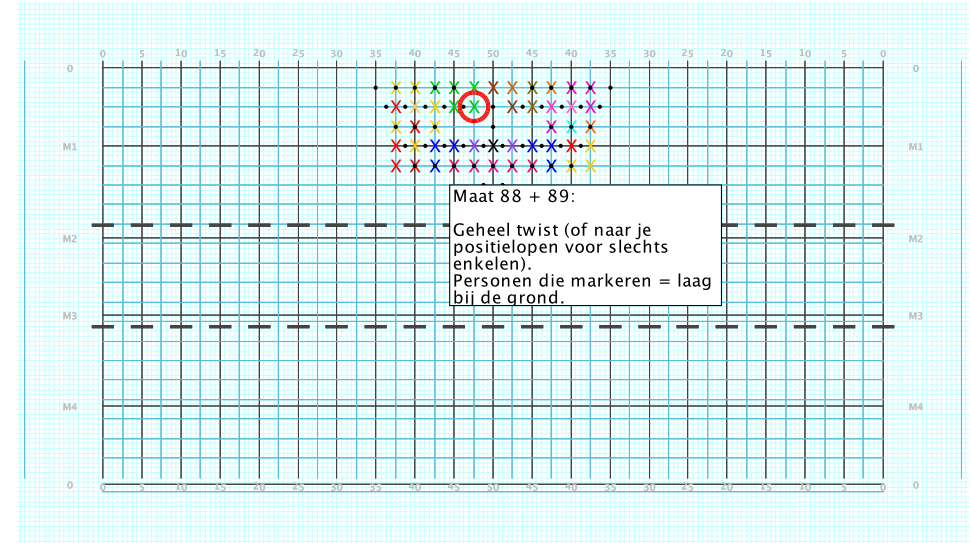 0 5 10 15 20 25 30 35 40 45 50 45 40 35 30 25 20 15 10 5 0
0 0
M1 M1
Maat 88 + 89:
Geheel twist (of naar je
positielopen voor slechts
enkelen).
Personen die markeren = laag
bij de grond.
M2 M2
M3 M3
M4 M4
0 0
0 5 10 15 20 25 30 35 40 45 50 45 40 35 30 25 20 15 10 5 0